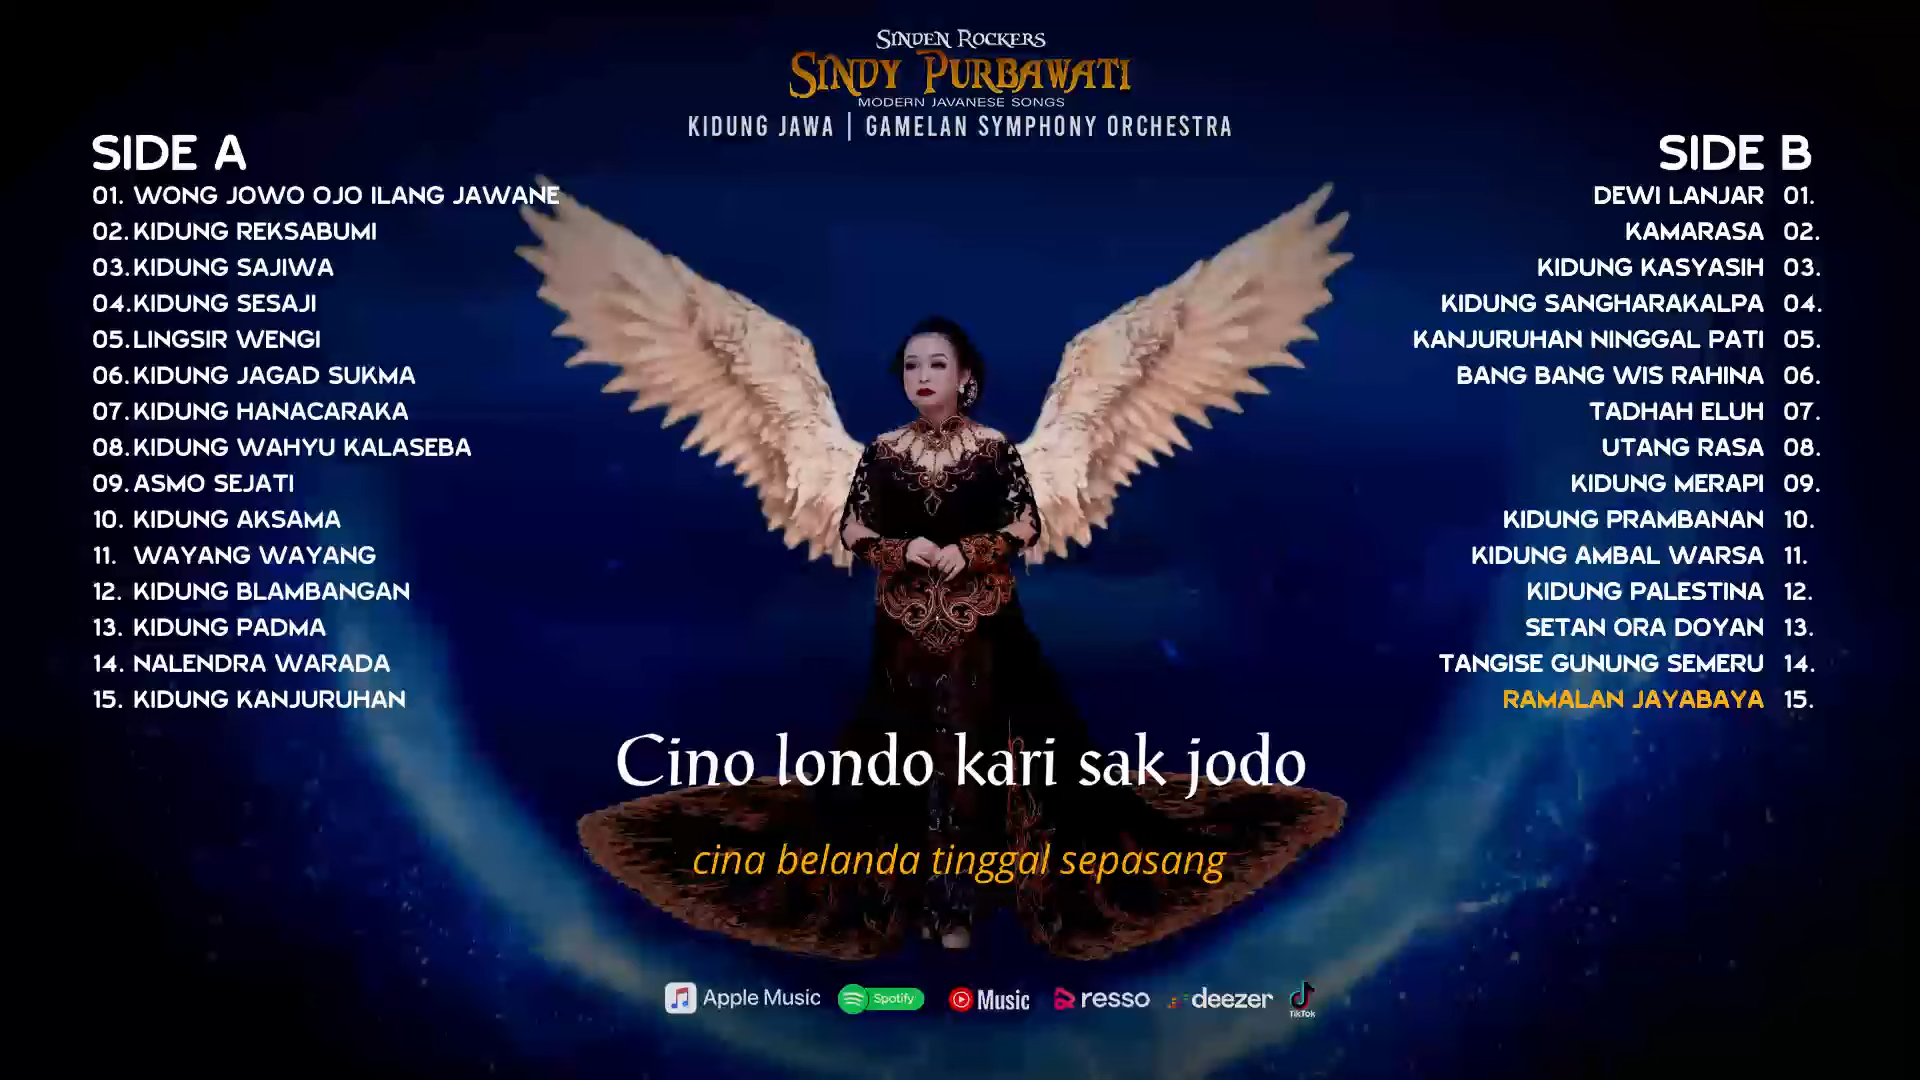 SINDEN ROCKERS
SINDY PURBAWATI
MODERN JAVANESE SONGS
KIDUNG JAWA | GAMELAN SYMPHONY ORCHESTRA
SIDE A
01. WONG JOWO OJO ILANG JAWANE
02. KIDUNG REKSABUMI
03. KIDUNG SAJIWA
04. KIDUNG SESAJI
05. LINGSIR WENGI
06. KIDUNG JAGAD SUKMA
07. KIDUNG HANACARAKA
08. KIDUNG WAHYU KALASEBA
09. ASMO SEJATI
10. KIDUNG AKSAMA
11. WAYANG WAYANG
12. KIDUNG BLAMBANGAN
13. KIDUNG PADMA
14. NALENDRA WARADA
15. KIDUNG KANJURUHAN
SIDE B
DEWI LANJAR 01.
KAMARASA 02.
KIDUNG KASYASIH 03.
KIDUNG SANGHARAKALPA 04.
KANJURUHAN NINGGAL PATI 05.
BANG BANG WIS RAHINA 06.
TADHAH ELUH 07.
UTANG RASA 08.
KIDUNG MERAPI 09.
KIDUNG PRAMBANAN 10.
KIDUNG AMBAL WARSA 11.
KIDUNG PALESTINA 12.
SETAN ORA DOYAN 13.
TANGISE GUNUNG SEMERU 14.
RAMALAN JAYABAYA 15.
Cino londo kari sak jodo
cina belanda tinggal sepasang
Apple Music Spotify Music resso deezer TikTok